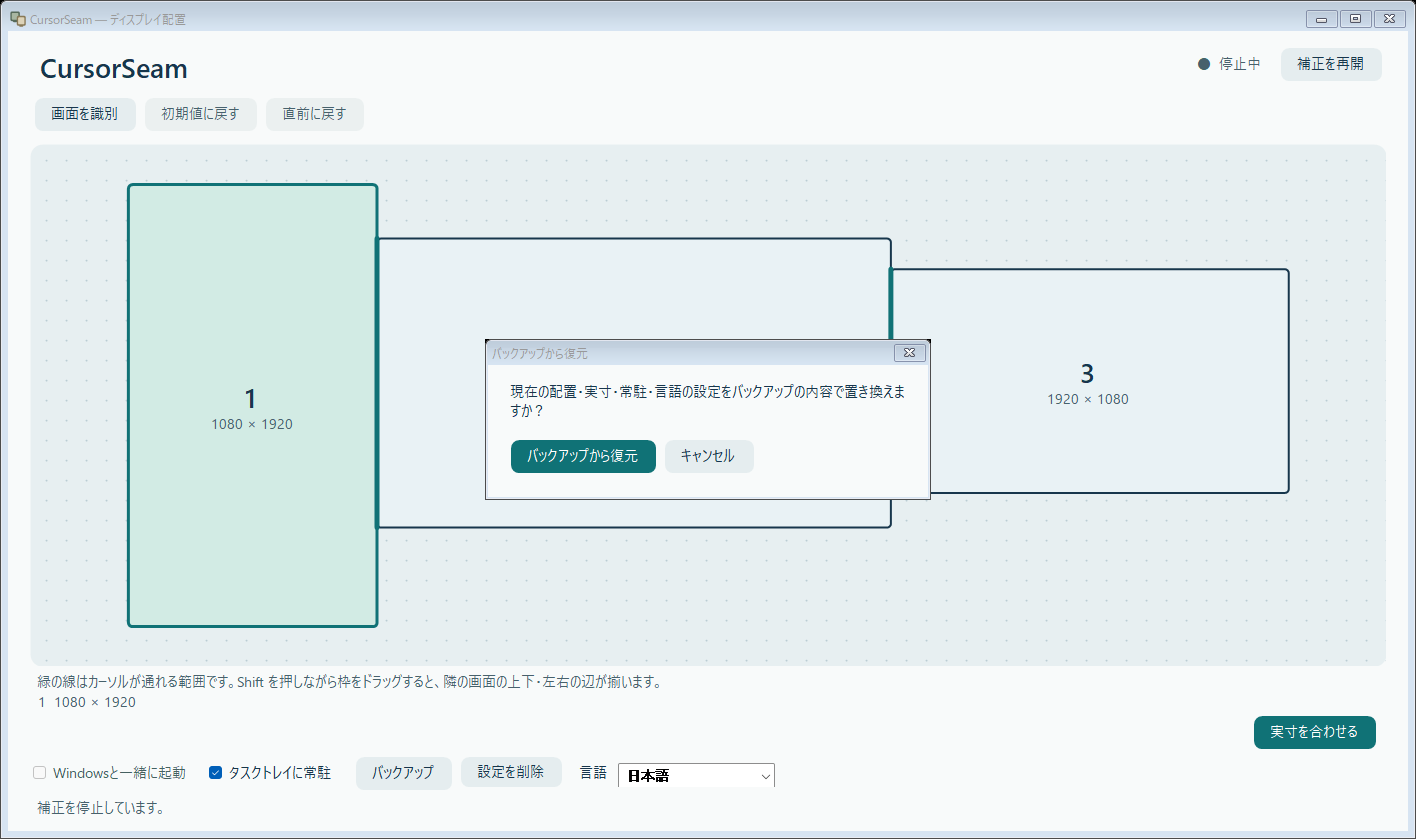 CursorSeam — ディスプレイ配置
CursorSeam
停止中
補正を再開
画面を識別
初期値に戻す
直前に戻す
1
1080 × 1920
3
1920 × 1080
バックアップから復元
現在の配置・実寸・常駐・言語の設定をバックアップの内容で置き換えま
すか？
バックアップから復元
キャンセル
緑の線はカーソルが通れる範囲です。Shift を押しながら枠をドラッグすると、隣の画面の上下・左右の辺が揃います。
1 1080 × 1920
実寸を合わせる
Windowsと一緒に起動
タスクトレイに常駐
バックアップ
設定を削除
言語
日本語
補正を停止しています。